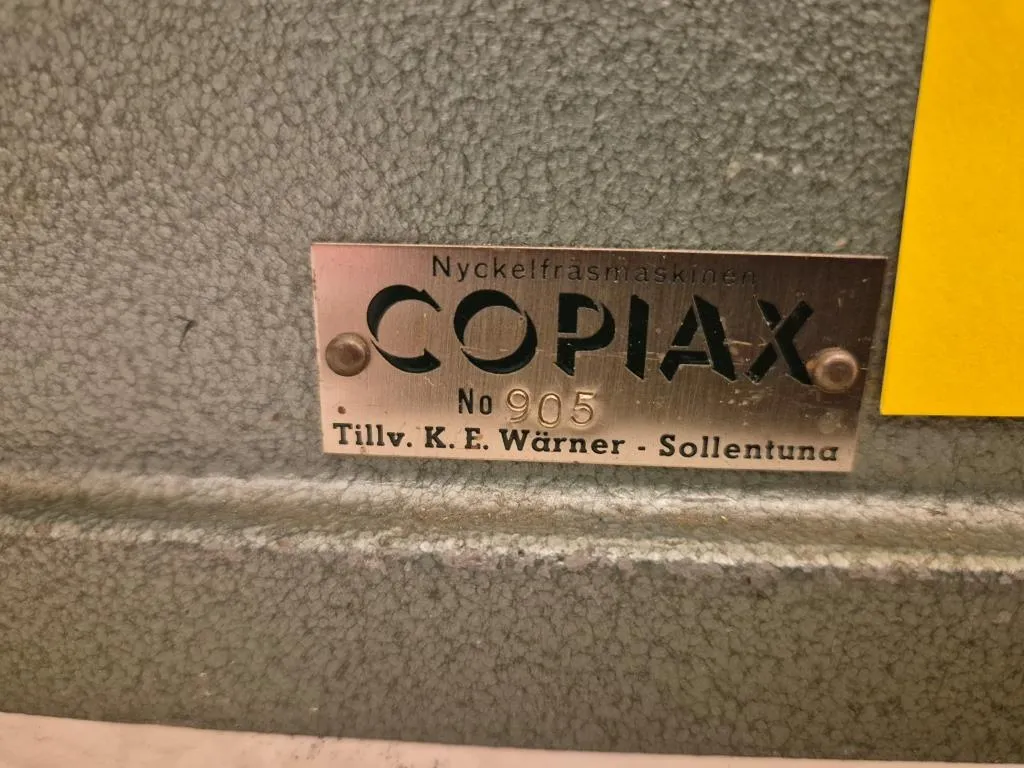 Nyckelfräsmaskinen
COPIAX
No 905
Tillv. K. E. Wärner - Sollentuna